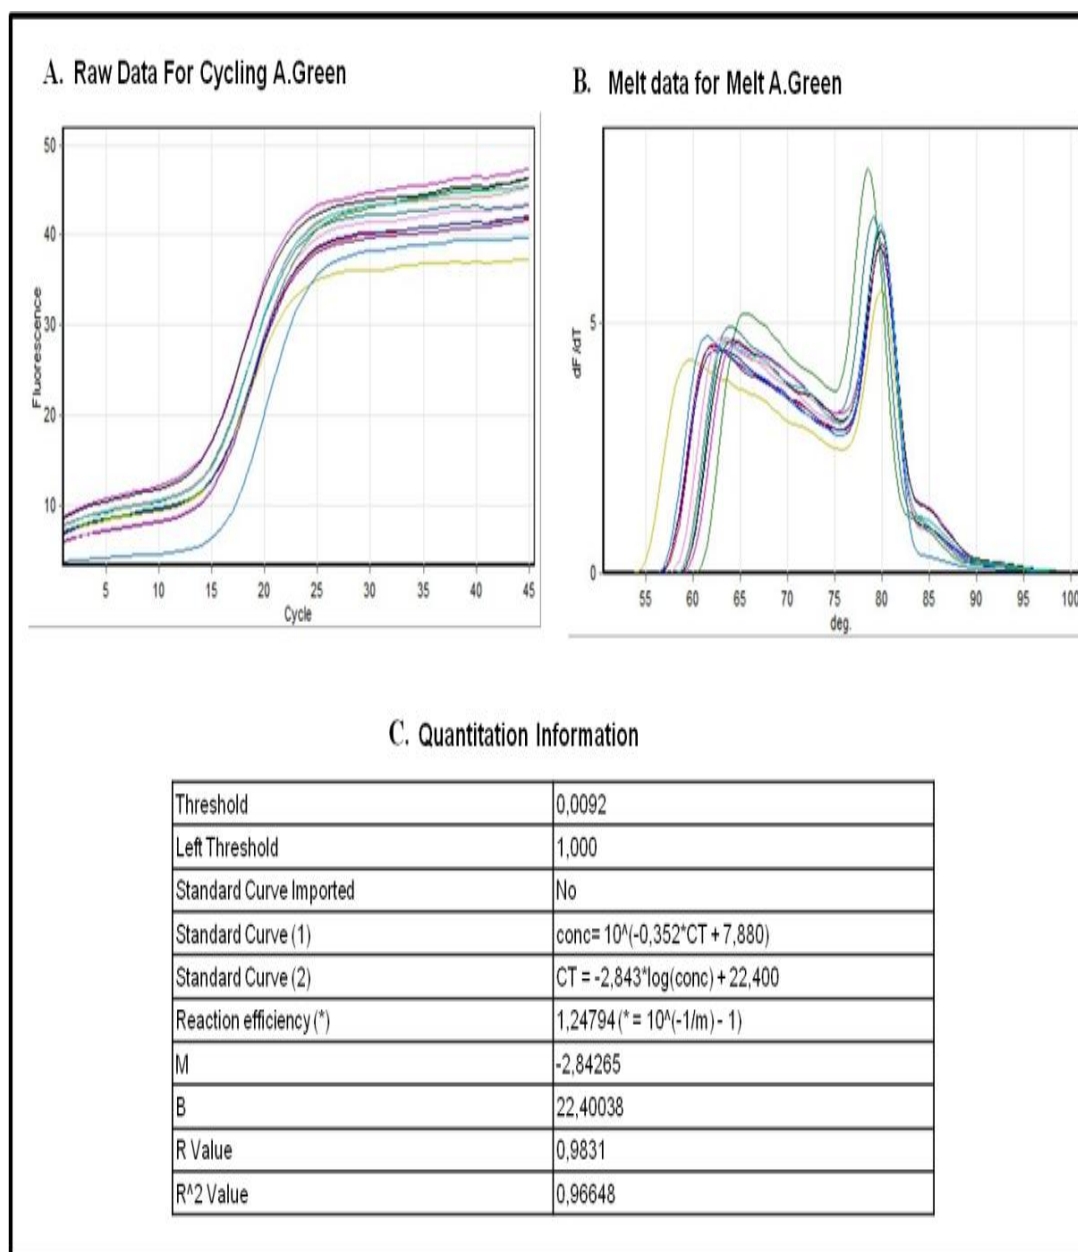 A. Raw Data For Cycling A.Green
50
40
30
20
10
Fluorescence
5 10 15 20 25 30 35 40 45
Cycle
B. Melt data for Melt A.Green
5
0
dF/dT
55 60 65 70 75 80 85 90 95 100
deg.
C. Quantitation Information
Threshold 0,0092
Left Threshold 1,000
Standard Curve Imported No
Standard Curve (1) conc= 10^(-0,352*CT + 7,880)
Standard Curve (2) CT = -2,843*log(conc) + 22,400
Reaction efficiency (*) 1,24794 (* = 10^(-1/m) - 1)
M -2,84265
B 22,40038
R Value 0,9831
R^2 Value 0,96648